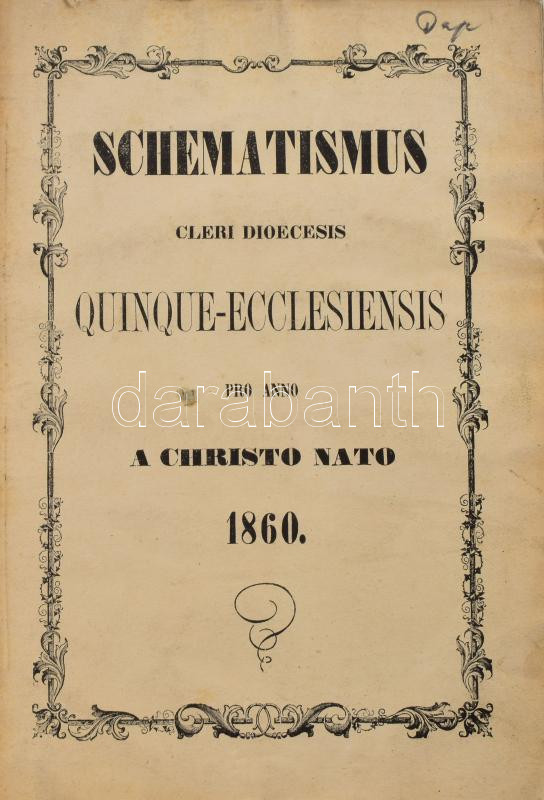 Dap
SCHEMATISMUS
CLERI DIOECESIS
QUINQUE-ECCLESIENSIS
PRO ANNO
darabanth
A CHRISTO NATO
1860.